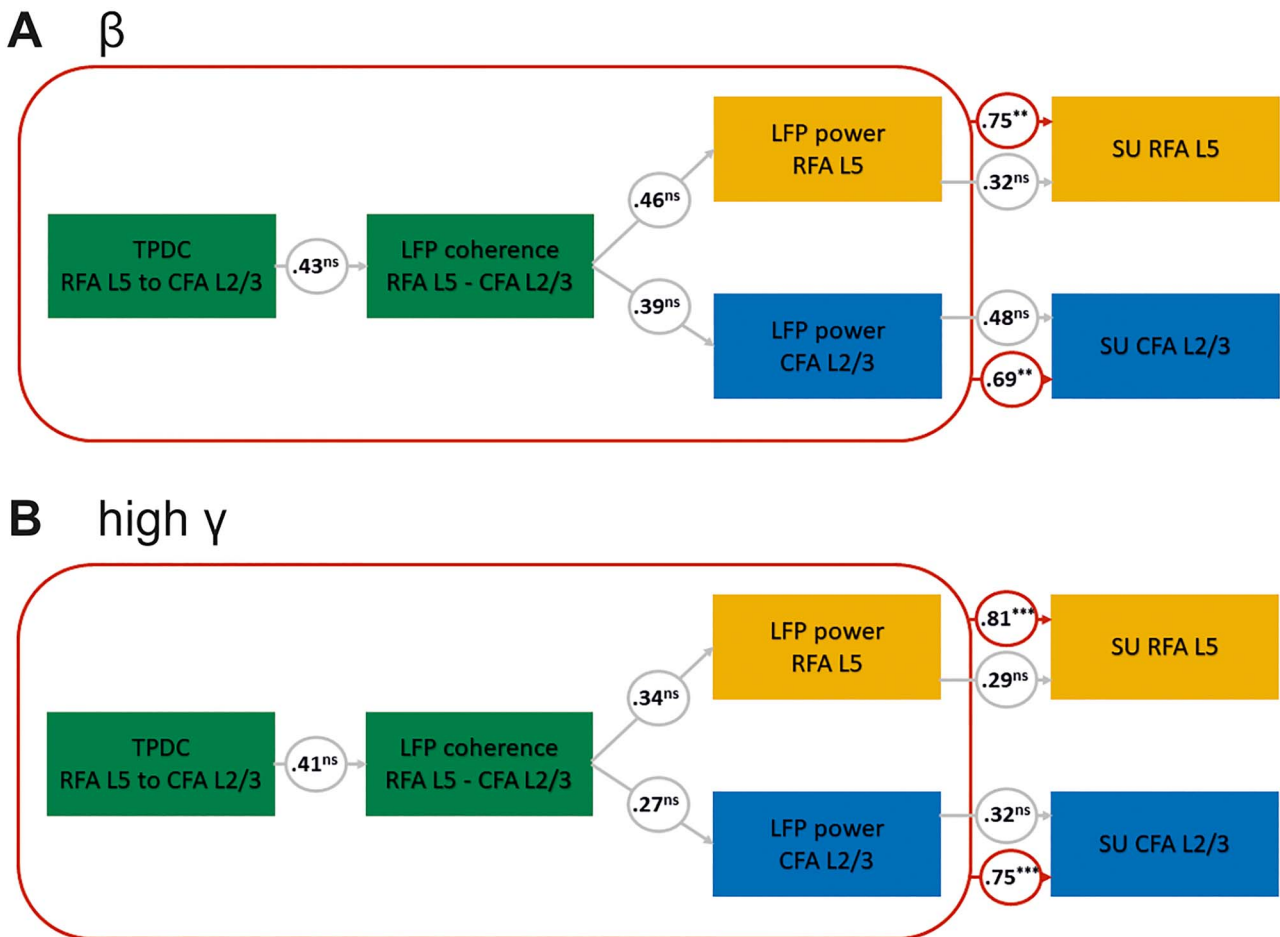 A β
TPDC
RFA L5 to CFA L2/3
.43ns
LFP coherence
RFA L5 - CFA L2/3
.46ns
.39ns
LFP power
RFA L5
LFP power
CFA L2/3
.75**
.32ns
.48ns
.69**
SU RFA L5
SU CFA L2/3
B high γ
TPDC
RFA L5 to CFA L2/3
.41ns
LFP coherence
RFA L5 - CFA L2/3
.34ns
.27ns
LFP power
RFA L5
LFP power
CFA L2/3
.81***
.29ns
.32ns
.75***
SU RFA L5
SU CFA L2/3